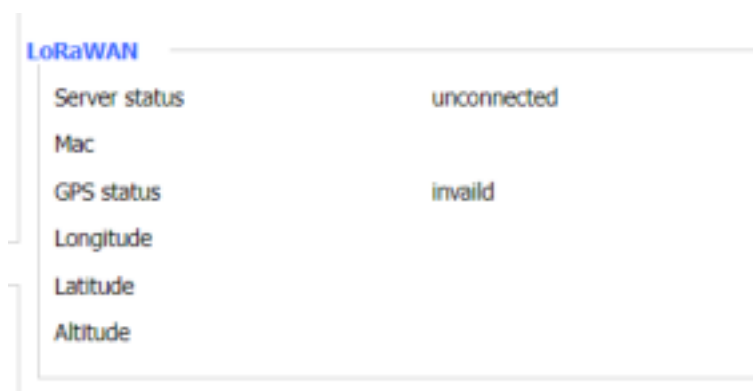 LoRaWAN
Server status unconnected
Mac
GPS status invaild
Longitude
Latitude
Altitude